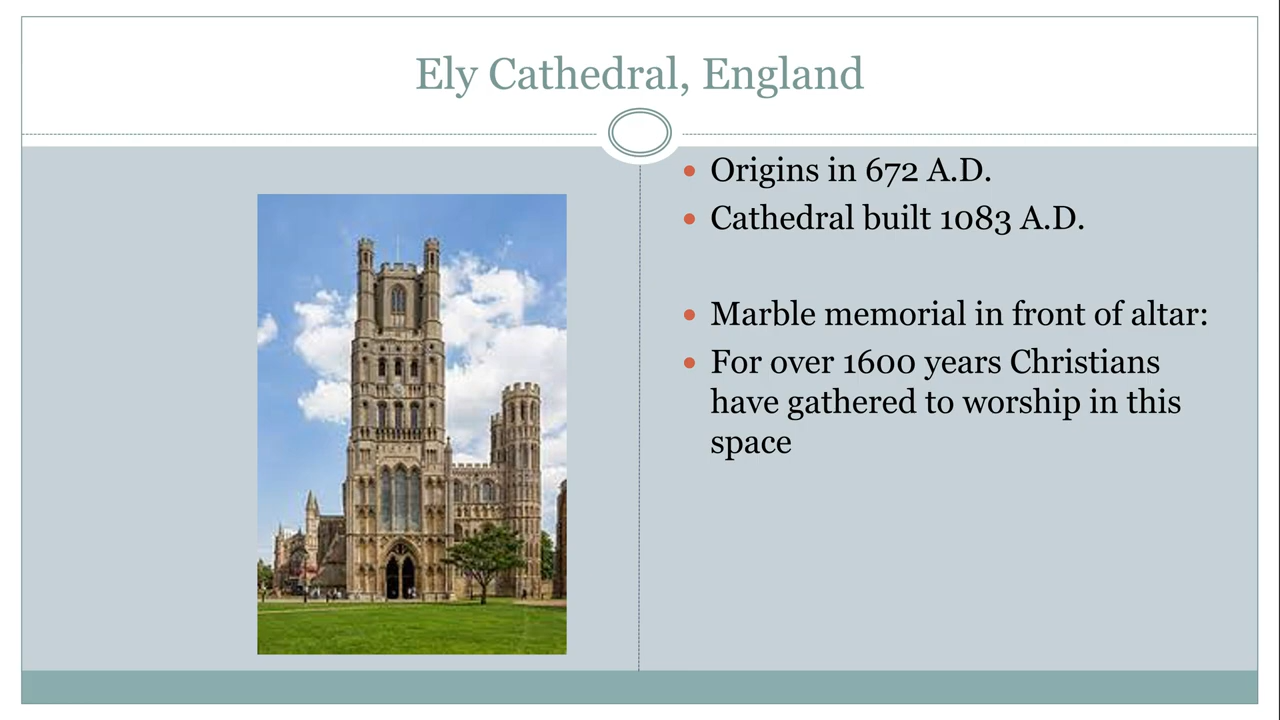 Ely Cathedral, England
Origins in 672 A.D.
Cathedral built 1083 A.D.
Marble memorial in front of altar:
For over 1600 years Christians
have gathered to worship in this
space